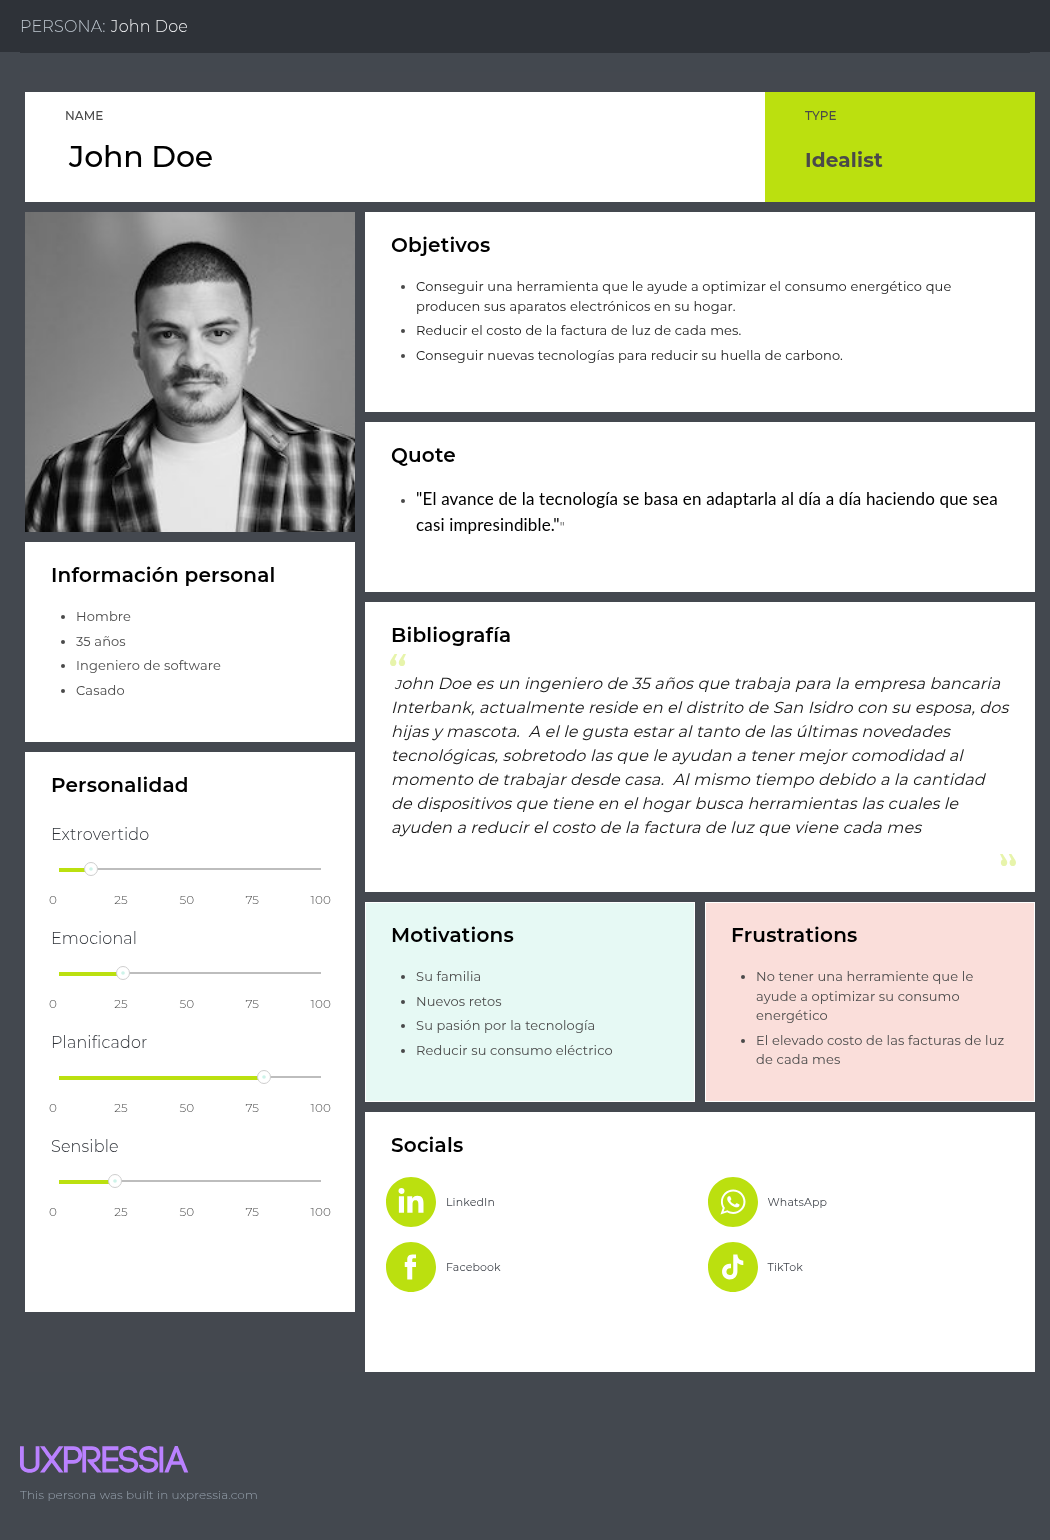 PERSONA: John Doe
NAME
John Doe
TYPE
Idealist
Objetivos
Conseguir una herramienta que le ayude a optimizar el consumo energético que
producen sus aparatos electrónicos en su hogar.
Reducir el costo de la factura de luz de cada mes.
Conseguir nuevas tecnologías para reducir su huella de carbono.
Quote
"El avance de la tecnología se basa en adaptarla al día a día haciendo que sea
casi impresindible.""
Información personal
Hombre
35 años
Ingeniero de software
Casado
Bibliografía
“
John Doe es un ingeniero de 35 años que trabaja para la empresa bancaria
Interbank, actualmente reside en el distrito de San Isidro con su esposa, dos
hijas y mascota.  A el le gusta estar al tanto de las últimas novedades
tecnológicas, sobretodo las que le ayudan a tener mejor comodidad al
momento de trabajar desde casa.  Al mismo tiempo debido a la cantidad
de dispositivos que tiene en el hogar busca herramientas las cuales le
ayuden a reducir el costo de la factura de luz que viene cada mes
”
Personalidad
Extrovertido
0 25 50 75 100
Emocional
0 25 50 75 100
Planificador
0 25 50 75 100
Sensible
0 25 50 75 100
Motivations
Su familia
Nuevos retos
Su pasión por la tecnología
Reducir su consumo eléctrico
Frustrations
No tener una herramiente que le
ayude a optimizar su consumo
energético
El elevado costo de las facturas de luz
de cada mes
Socials
LinkedIn
WhatsApp
Facebook
TikTok
UXPRESSIA
This persona was built in uxpressia.com